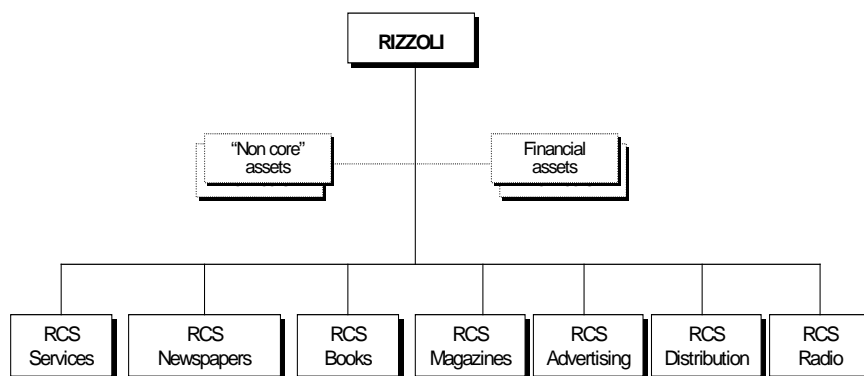 RIZZOLI
“Non core”
assets
Financial
assets
RCS
Services
RCS
Newspapers
RCS
Books
RCS
Magazines
RCS
Advertising
RCS
Distribution
RCS
Radio